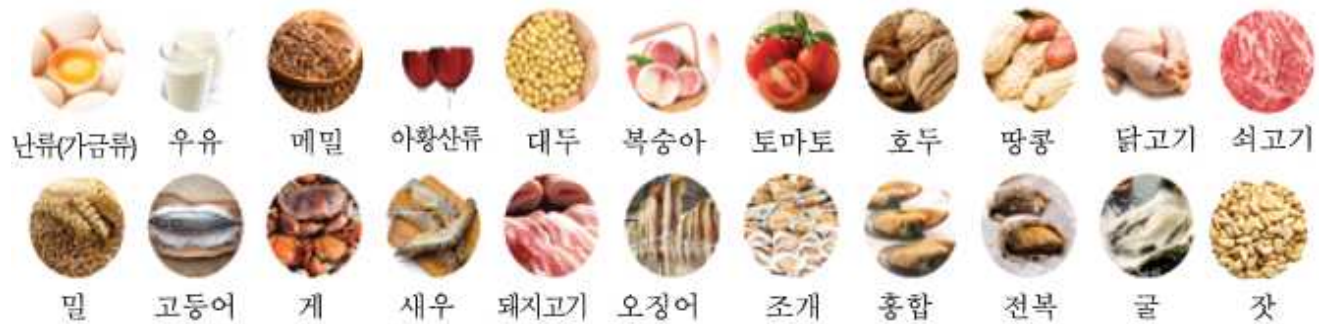 난류(가금류) 우유 메밀 아황산류 대두 복숭아 토마토 호두 땅콩 닭고기 쇠고기
밀 고등어 게 새우 돼지고기 오징어 조개 홍합 전복 굴 잣